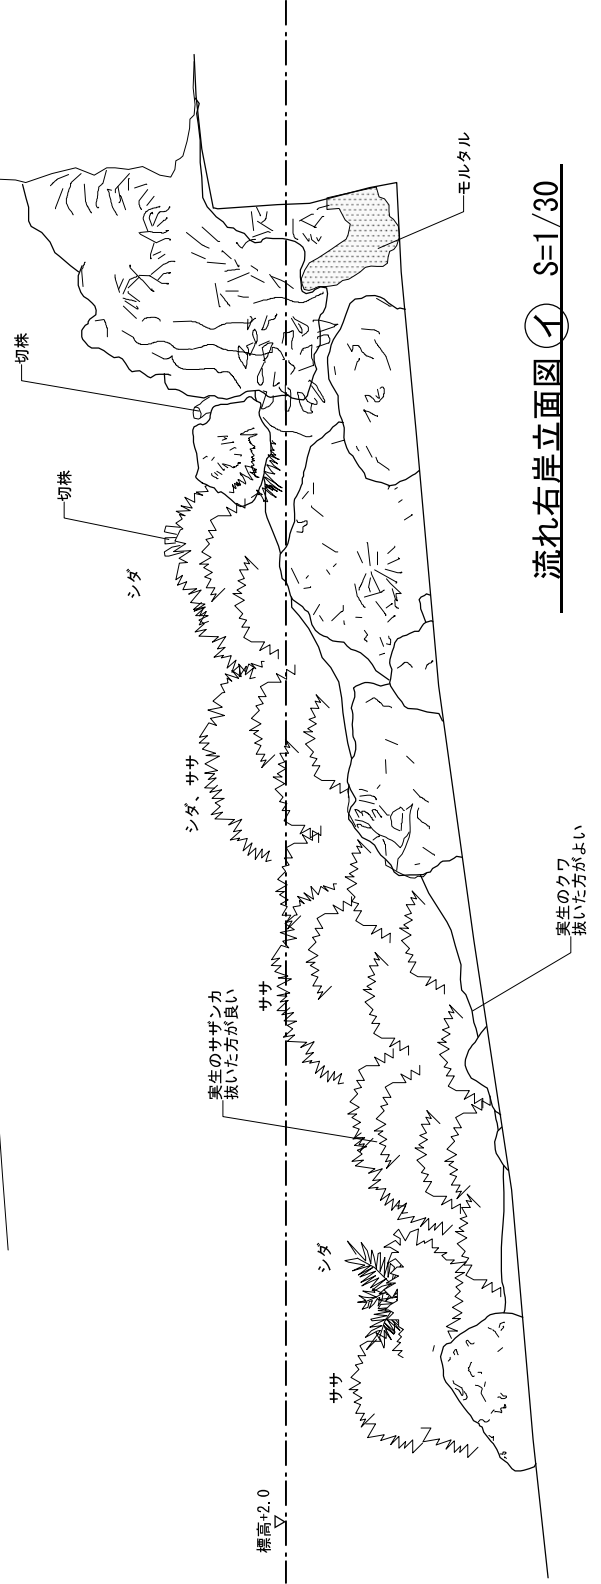 標高+2.0
ササ
シダ
実生のサザンカ
抜いた方が良い
ササ
シダ、ササ
シダ
切株
切株
モルタル
実生のクワ
抜いた方がよい
流れ右岸立面図 イ S=1/30